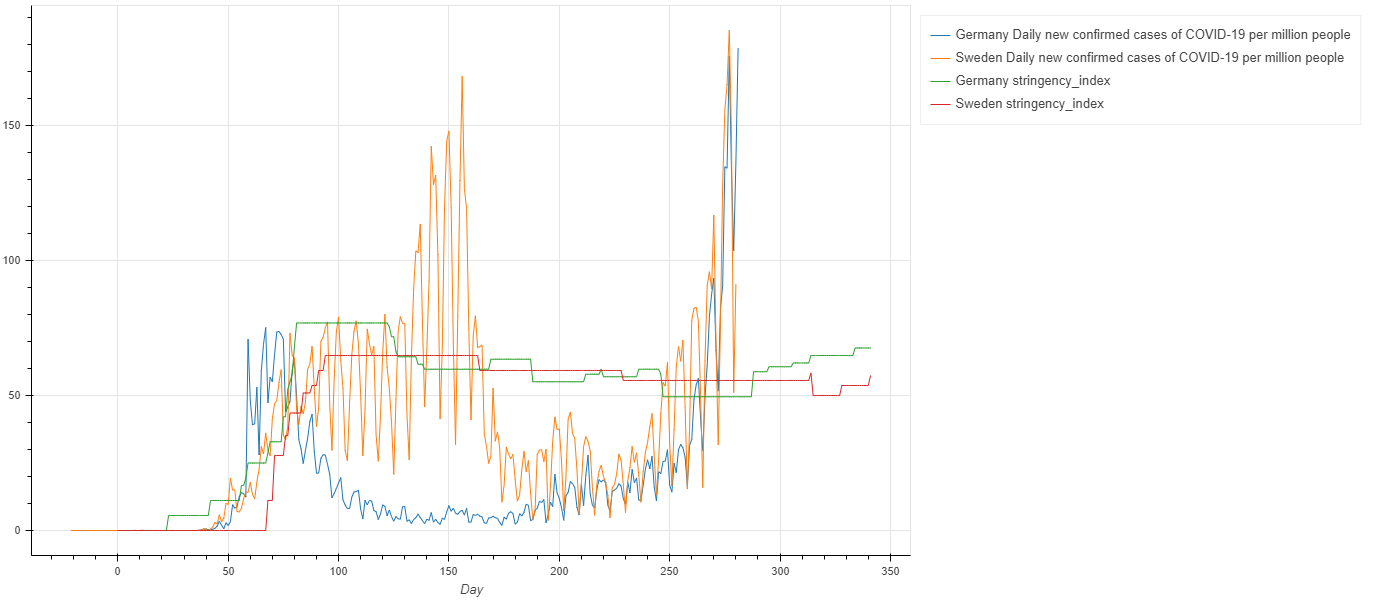 Germany Daily new confirmed cases of COVID-19 per million people
Sweden Daily new confirmed cases of COVID-19 per million people
Germany stringency_index
Sweden stringency_index
150
100
50
0
0 50 100 150 200 250 300 350
Day